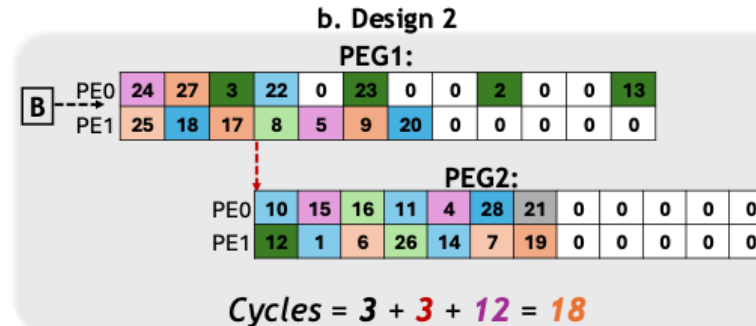 b. Design 2
PEG1:
PE0 24 27 3 22 0 23 0 0 2 0 0 13
B
PE1 25 18 17 8 5 9 20 0 0 0 0 0
PEG2:
PE0 10 15 16 11 4 28 21 0 0 0 0 0
PE1 12 1 6 26 14 7 19 0 0 0 0 0
Cycles = 3 + 3 + 12 = 18